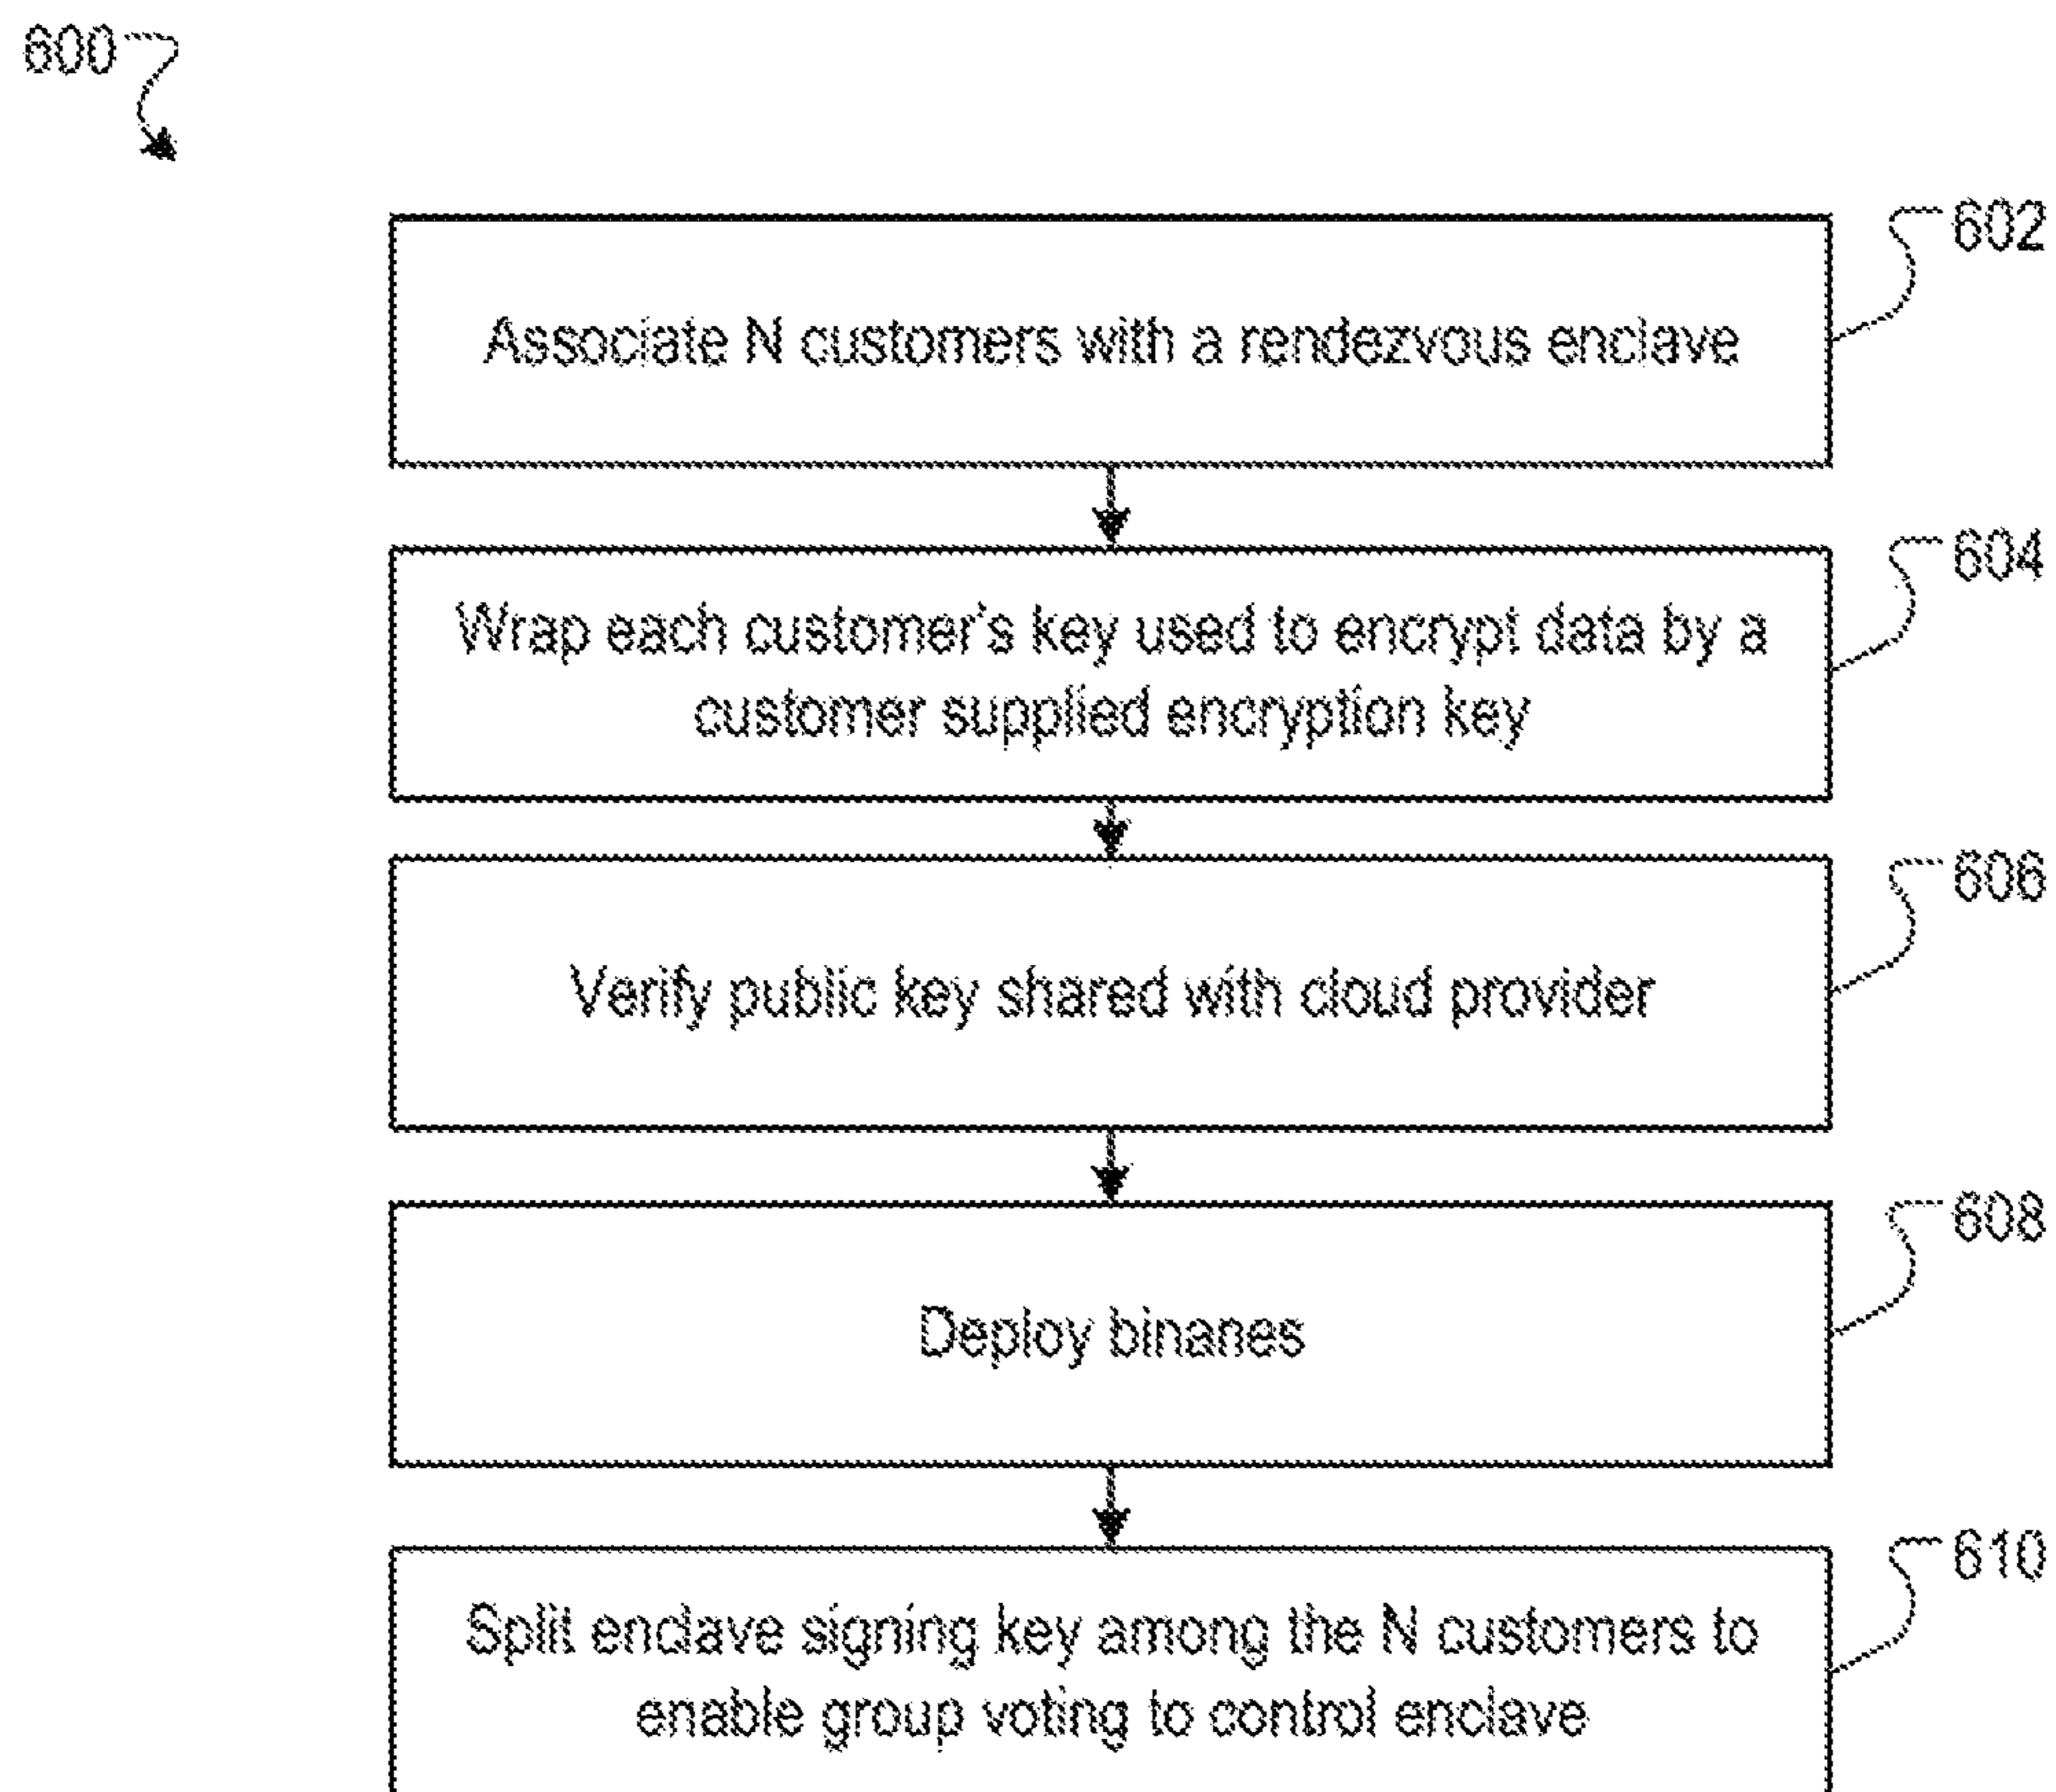 600
602
Associate N customers with a rendezvous enclave
604
Wrap each customer's key used to encrypt data by a
customer supplied encryption key
606
Verify public key shared with cloud provider
608
Deploy binaries
610
Split enclave signing key among the N customers to
enable group voting to control enclave